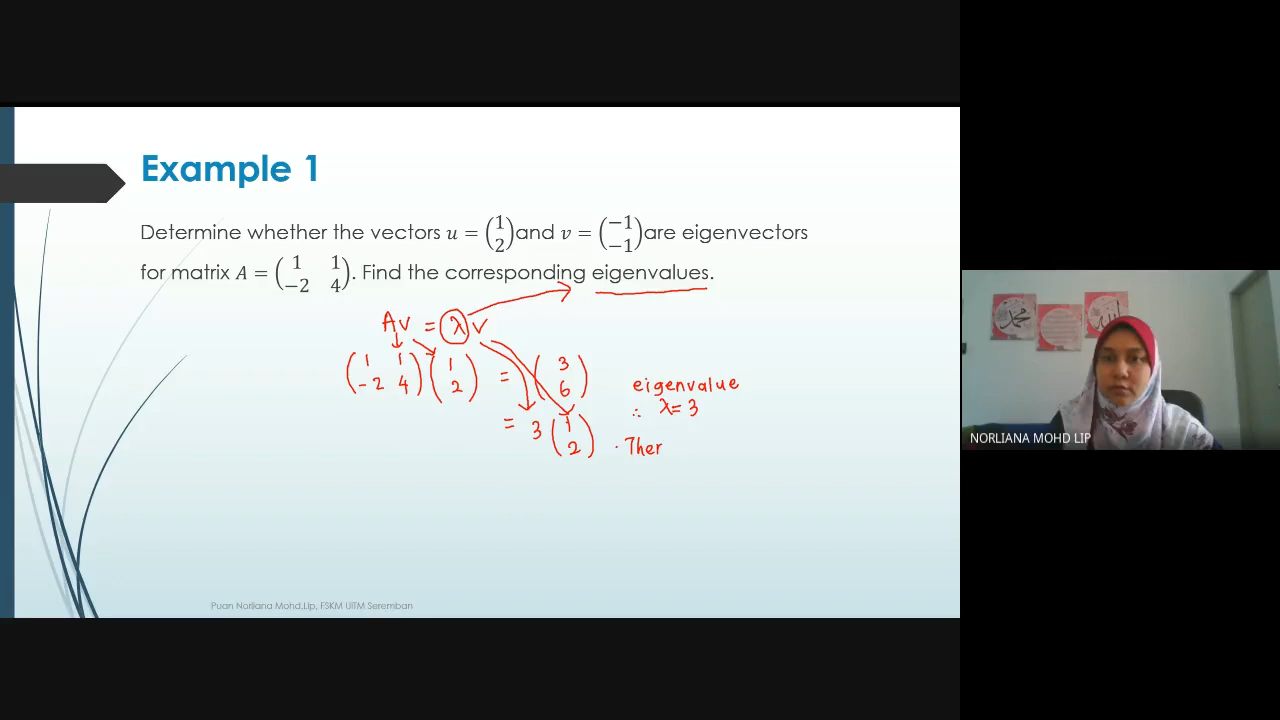 Example 1
Determine whether the vectors u = (1 2) and v = (−1 −1) are eigenvectors
for matrix A = (1 1 −2 4). Find the corresponding eigenvalues.
Av = λv
(1 1 -2 4) (1 2) = (3 6)
eigenvalue
∴ λ = 3
= 3 (1 2)
· Ther
Puan Norliana Mohd.Lip, FSKM UiTM Seremban
NORLIANA MOHD LIP